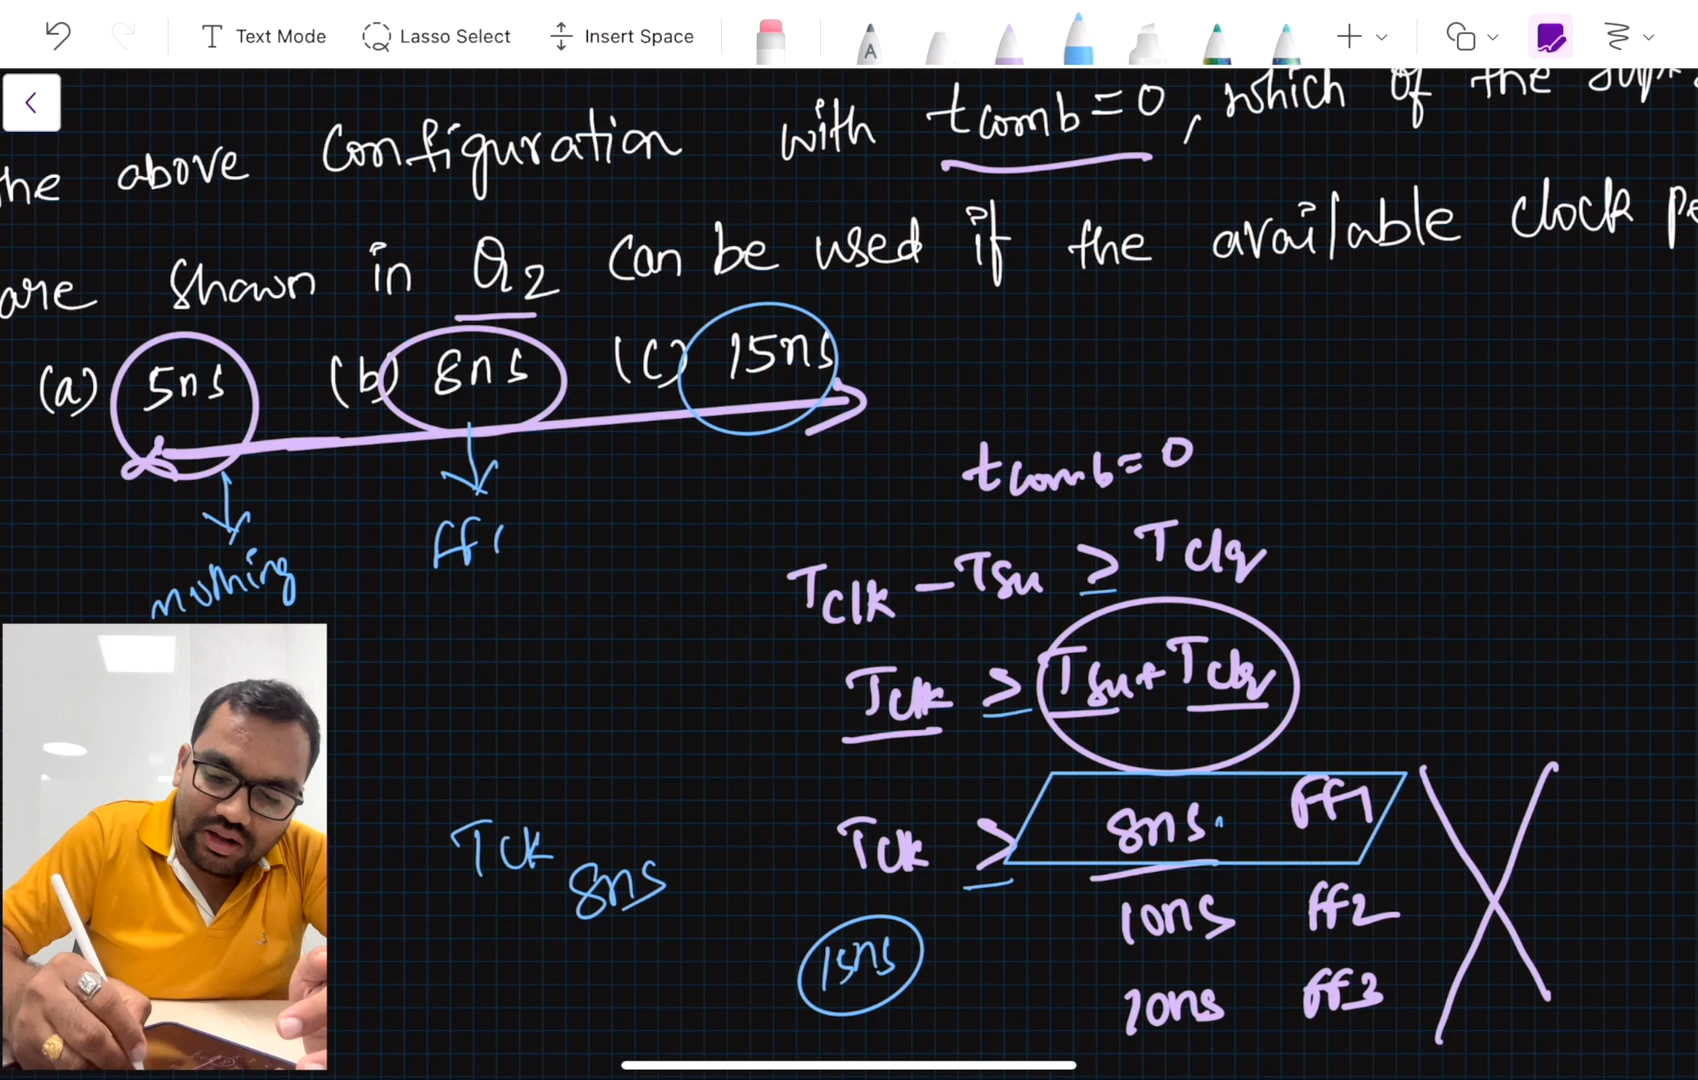 Text Mode Lasso Select Insert Space
A
the above configuration with tcomb=0, which of the
are shown in Q2 can be used if the available clock
(a) 5ns (b) 8ns (c) 15ns
tcomb=0
ff1
nothing
Tclk - Tsu ≥ Tclq
Tclk ≥ Tsu + Tclq
Tclk ≥ 8ns. ff1
Tclk 8ns
10ns ff2
15ns
10ns ff3